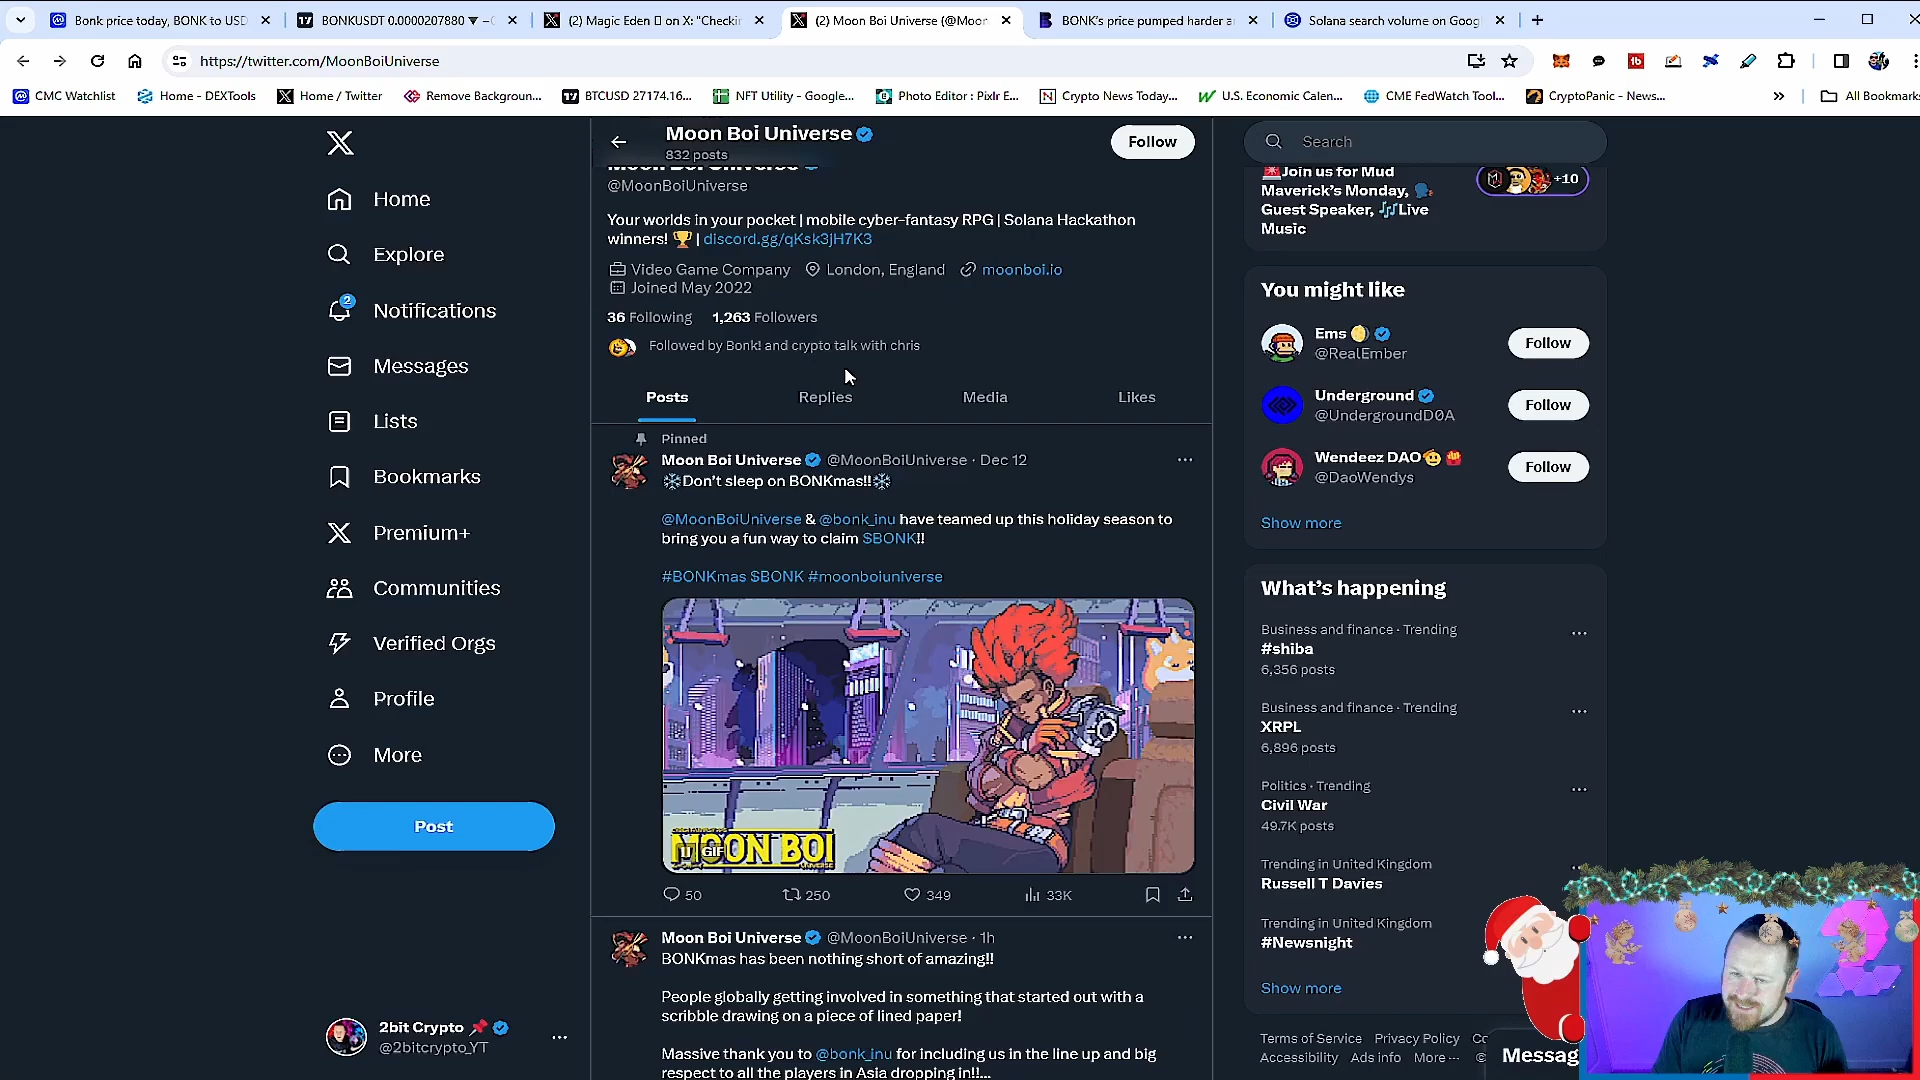 Bonk price today, BONK to USD
BONKUSDT 0.0000207880 ▼ −
(2) Magic Eden on X: "Checki
(2) Moon Boi Universe (@Moon
BONK's price pumped harder a
Solana search volume on Goog
https://twitter.com/MoonBoiUniverse
CMC Watchlist
Home - DEXTools
Home / Twitter
Remove Backgroun...
BTCUSD 27174.16...
NFT Utility - Google...
Photo Editor : Pixlr E...
Crypto News Today...
U.S. Economic Calen...
CME FedWatch Tool...
CryptoPanic - News...
»
All Bookmarks
Home
Explore
2
Notifications
Messages
Lists
Bookmarks
Premium+
Communities
Verified Orgs
Profile
More
Post
2bit Crypto 📌
@2bitcrypto_YT
Moon Boi Universe
832 posts
Follow
Moon Boi Universe
@MoonBoiUniverse
Your worlds in your pocket | mobile cyber-fantasy RPG | Solana Hackathon
winners! 🏆 | discord.gg/qKsk3jH7K3
Video Game Company London, England moonboi.io
Joined May 2022
36 Following 1,263 Followers
Followed by Bonk! and crypto talk with chris
Posts Replies Media Likes
Pinned
Moon Boi Universe @MoonBoiUniverse · Dec 12
❄️Don't sleep on BONKmas!!❄️
@MoonBoiUniverse & @bonk_inu have teamed up this holiday season to
bring you a fun way to claim $BONK!!
#BONKmas $BONK #moonboiuniverse
MOON BOI
UNIVERSE
GIF
50 250 349 33K
Moon Boi Universe @MoonBoiUniverse · 1h
BONKmas has been nothing short of amazing!!
People globally getting involved in something that started out with a
scribble drawing on a piece of lined paper!
Massive thank you to @bonk_inu for including us in the line up and big
respect to all the players in Asia dropping in!!...
Search
🚨Join us for Mud
Maverick's Monday, 🗣️
Guest Speaker, 🎶Live
Music
+10
You might like
Ems
@RealEmber
Follow
Underground
@UndergroundD0A
Follow
Wendeez DAO🫡🍟
@DaoWendys
Follow
Show more
What's happening
Business and finance · Trending
#shiba
6,356 posts
Business and finance · Trending
XRPL
6,896 posts
Politics · Trending
Civil War
49.7K posts
Trending in United Kingdom
Russell T Davies
Trending in United Kingdom
#Newsnight
Show more
Terms of Service Privacy Policy
Accessibility Ads info More ··· ©
Messag